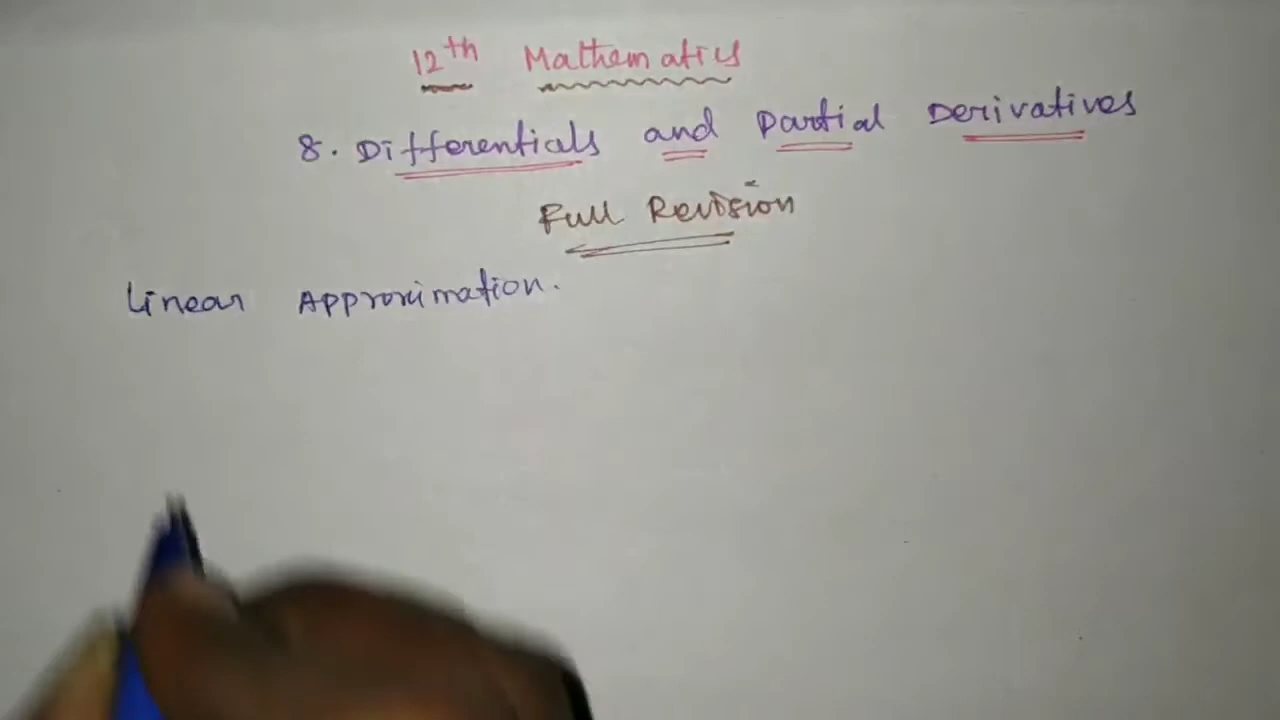 12th Mathematics
8. Differentials and Partial Derivatives
Full Revision
Linear Approximation.